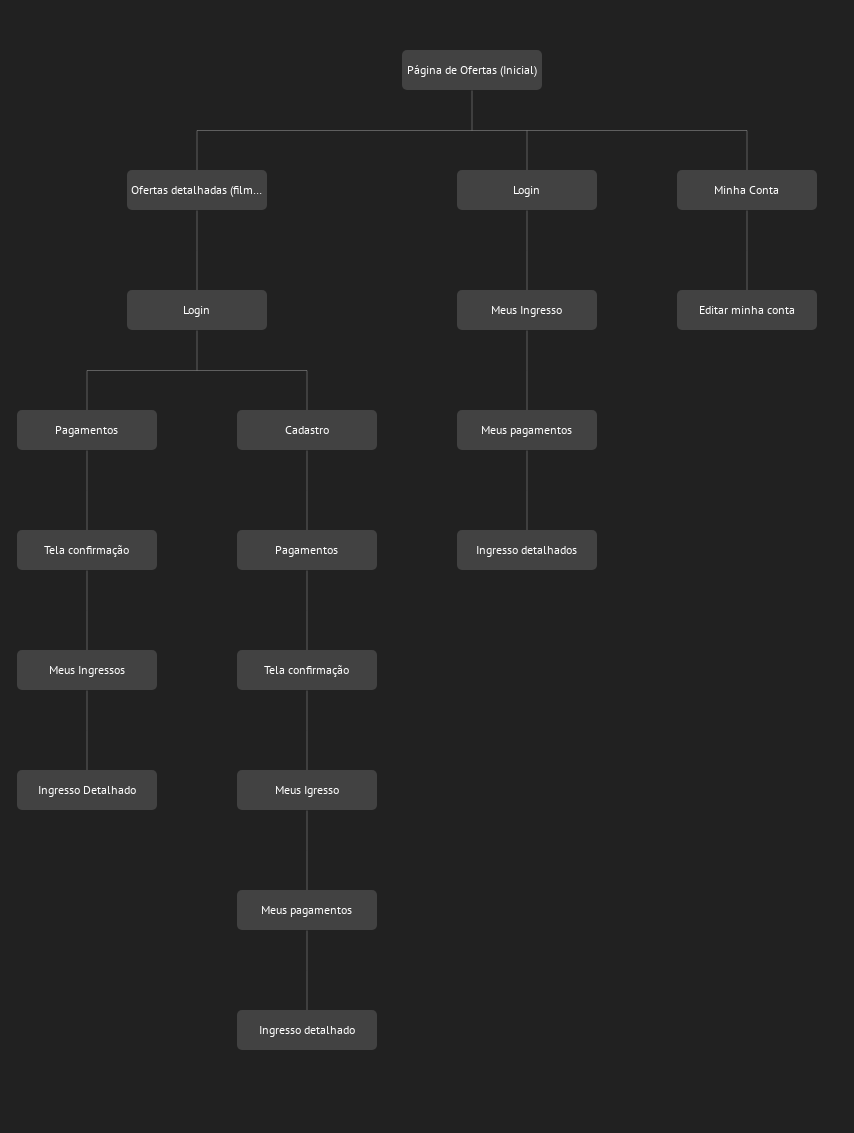 Página de Ofertas (Inicial)
Ofertas detalhadas (film...
Login
Minha Conta
Login
Meus Ingresso
Editar minha conta
Pagamentos
Cadastro
Meus pagamentos
Tela confirmação
Pagamentos
Ingresso detalhados
Meus Ingressos
Tela confirmação
Ingresso Detalhado
Meus Igresso
Meus pagamentos
Ingresso detalhado